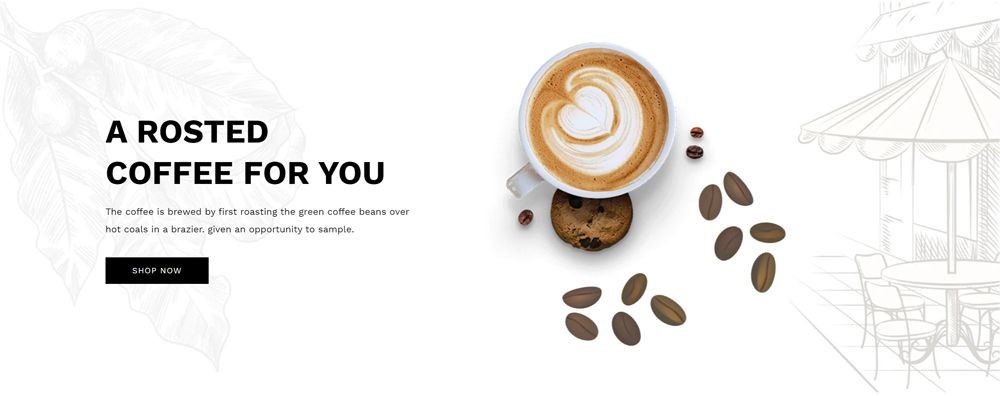 A ROSTED
COFFEE FOR YOU
The coffee is brewed by first roasting the green coffee beans over
hot coals in a brazier. given an opportunity to sample.
SHOP NOW